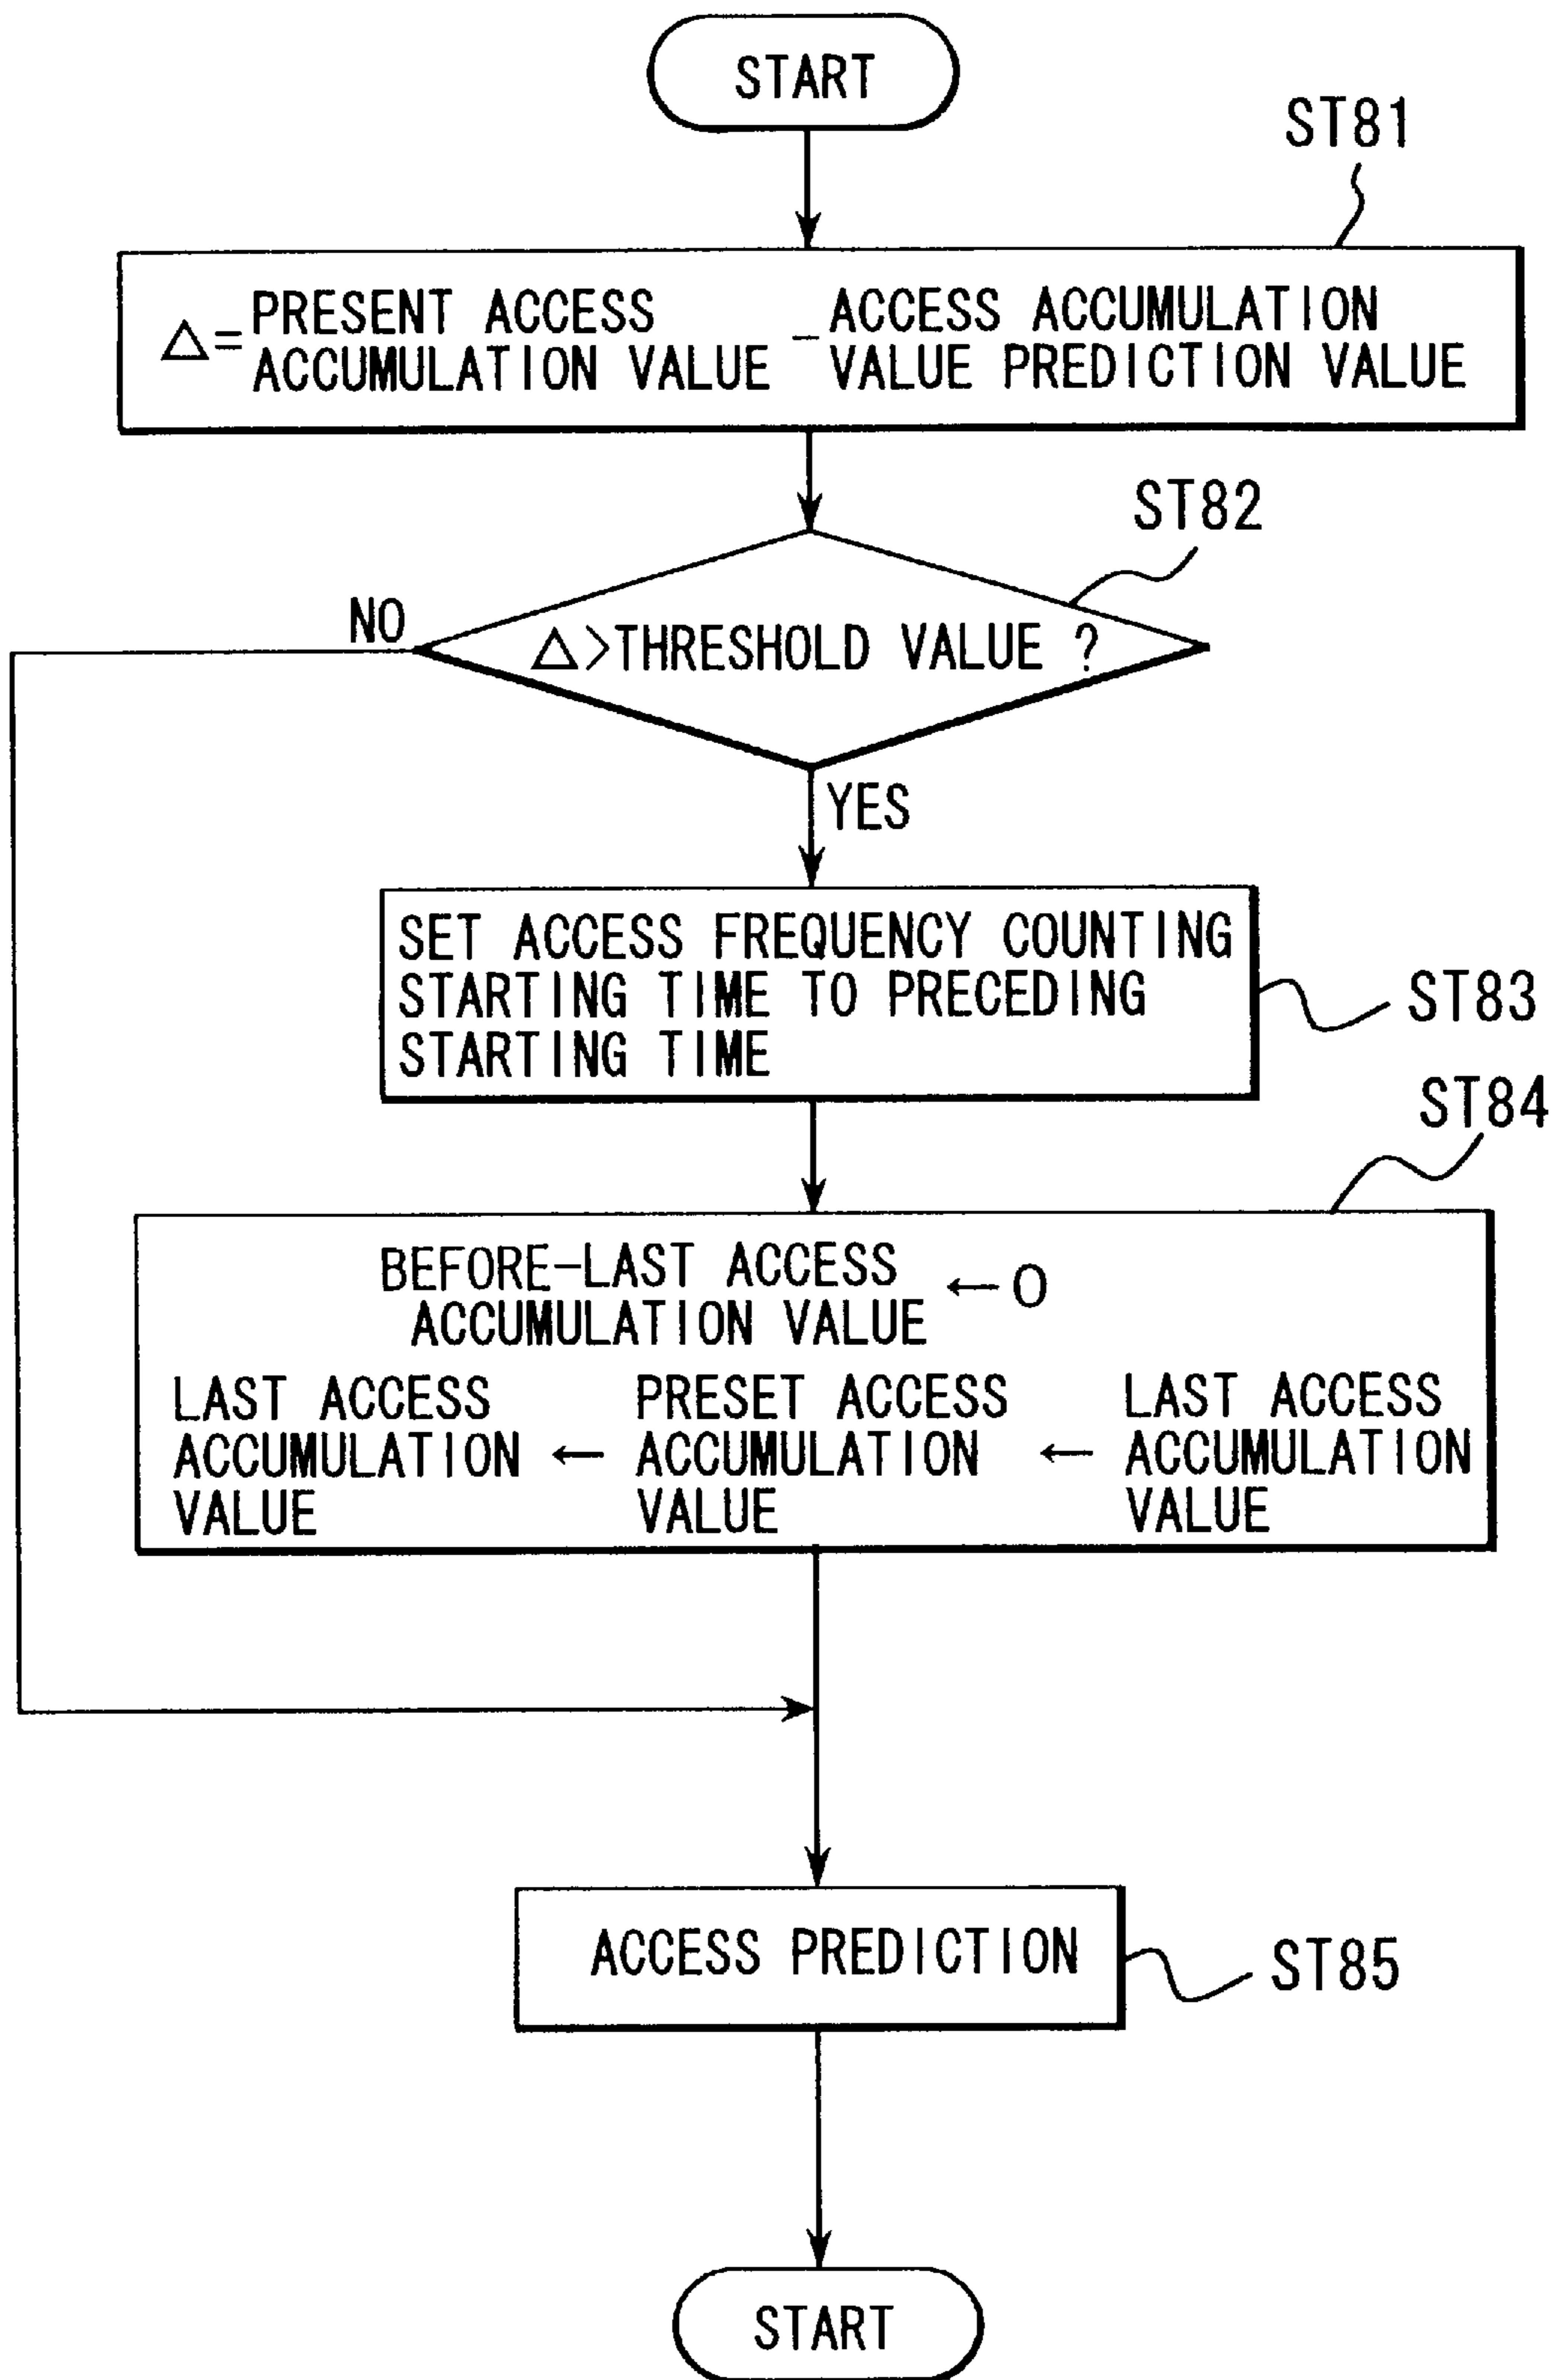 START
ST81
△= PRESENT ACCESS ACCUMULATION VALUE - ACCESS ACCUMULATION VALUE PREDICTION VALUE
ST82
NO
△>THRESHOLD VALUE ?
YES
SET ACCESS FREQUENCY COUNTING
STARTING TIME TO PRECEDING
STARTING TIME
ST83
ST84
BEFORE-LAST ACCESS
ACCUMULATION VALUE ← 0
LAST ACCESS PRESET ACCESS LAST ACCESS
ACCUMULATION ← ACCUMULATION ← ACCUMULATION
VALUE VALUE VALUE
ACCESS PREDICTION
ST85
START